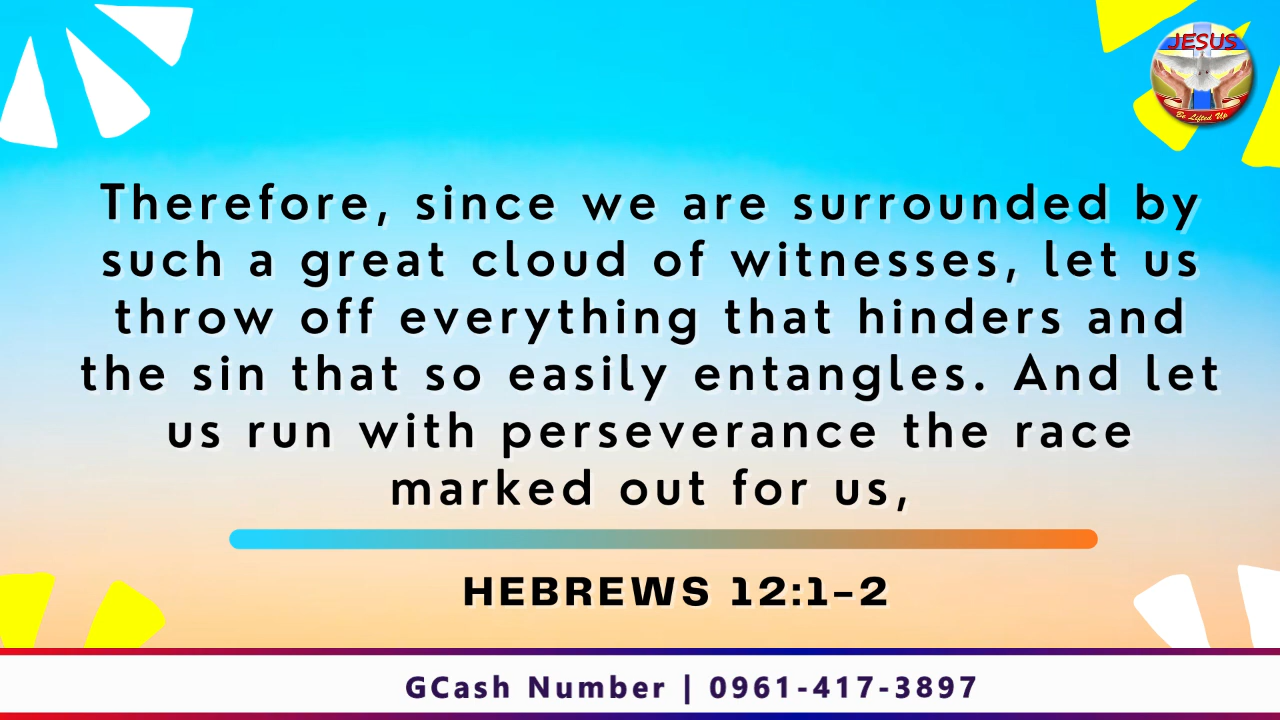 JESUS
Be Lifted Up
Therefore, since we are surrounded by
such a great cloud of witnesses, let us
throw off everything that hinders and
the sin that so easily entangles. And let
us run with perseverance the race
marked out for us,
HEBREWS 12:1-2
GCash Number | 0961-417-3897